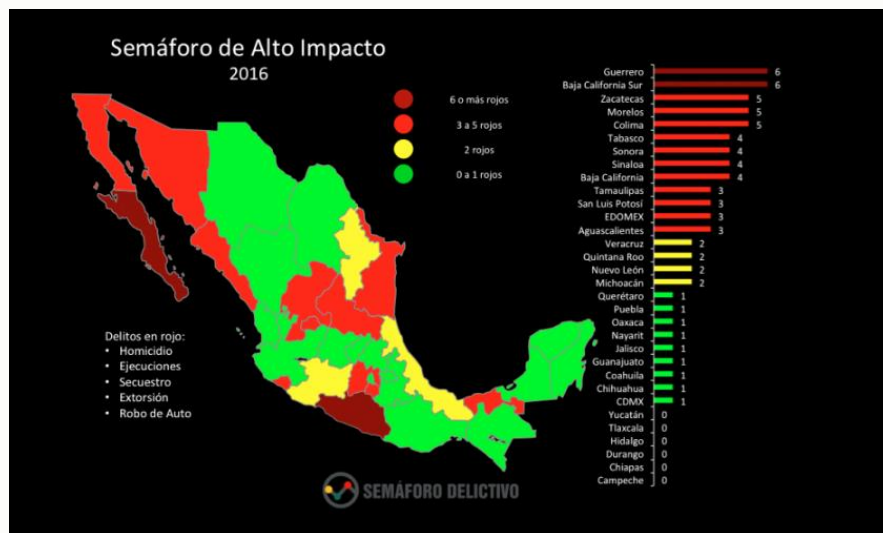 Semáforo de Alto Impacto
2016
6 o más rojos
3 a 5 rojos
2 rojos
0 a 1 rojos
Guerrero 6
Baja California Sur 6
Zacatecas 5
Morelos 5
Colima 5
Tabasco 4
Sonora 4
Sinaloa 4
Baja California 4
Tamaulipas 3
San Luis Potosí 3
EDOMEX 3
Aguascalientes 3
Veracruz 2
Quintana Roo 2
Nuevo León 2
Michoacán 2
Querétaro 1
Puebla 1
Oaxaca 1
Nayarit 1
Jalisco 1
Guanajuato 1
Coahuila 1
Chihuahua 1
CDMX 1
Yucatán 0
Tlaxcala 0
Hidalgo 0
Durango 0
Chiapas 0
Campeche 0
Delitos en rojo:
• Homicidio
• Ejecuciones
• Secuestro
• Extorsión
• Robo de Auto
SEMÁFORO DELICTIVO